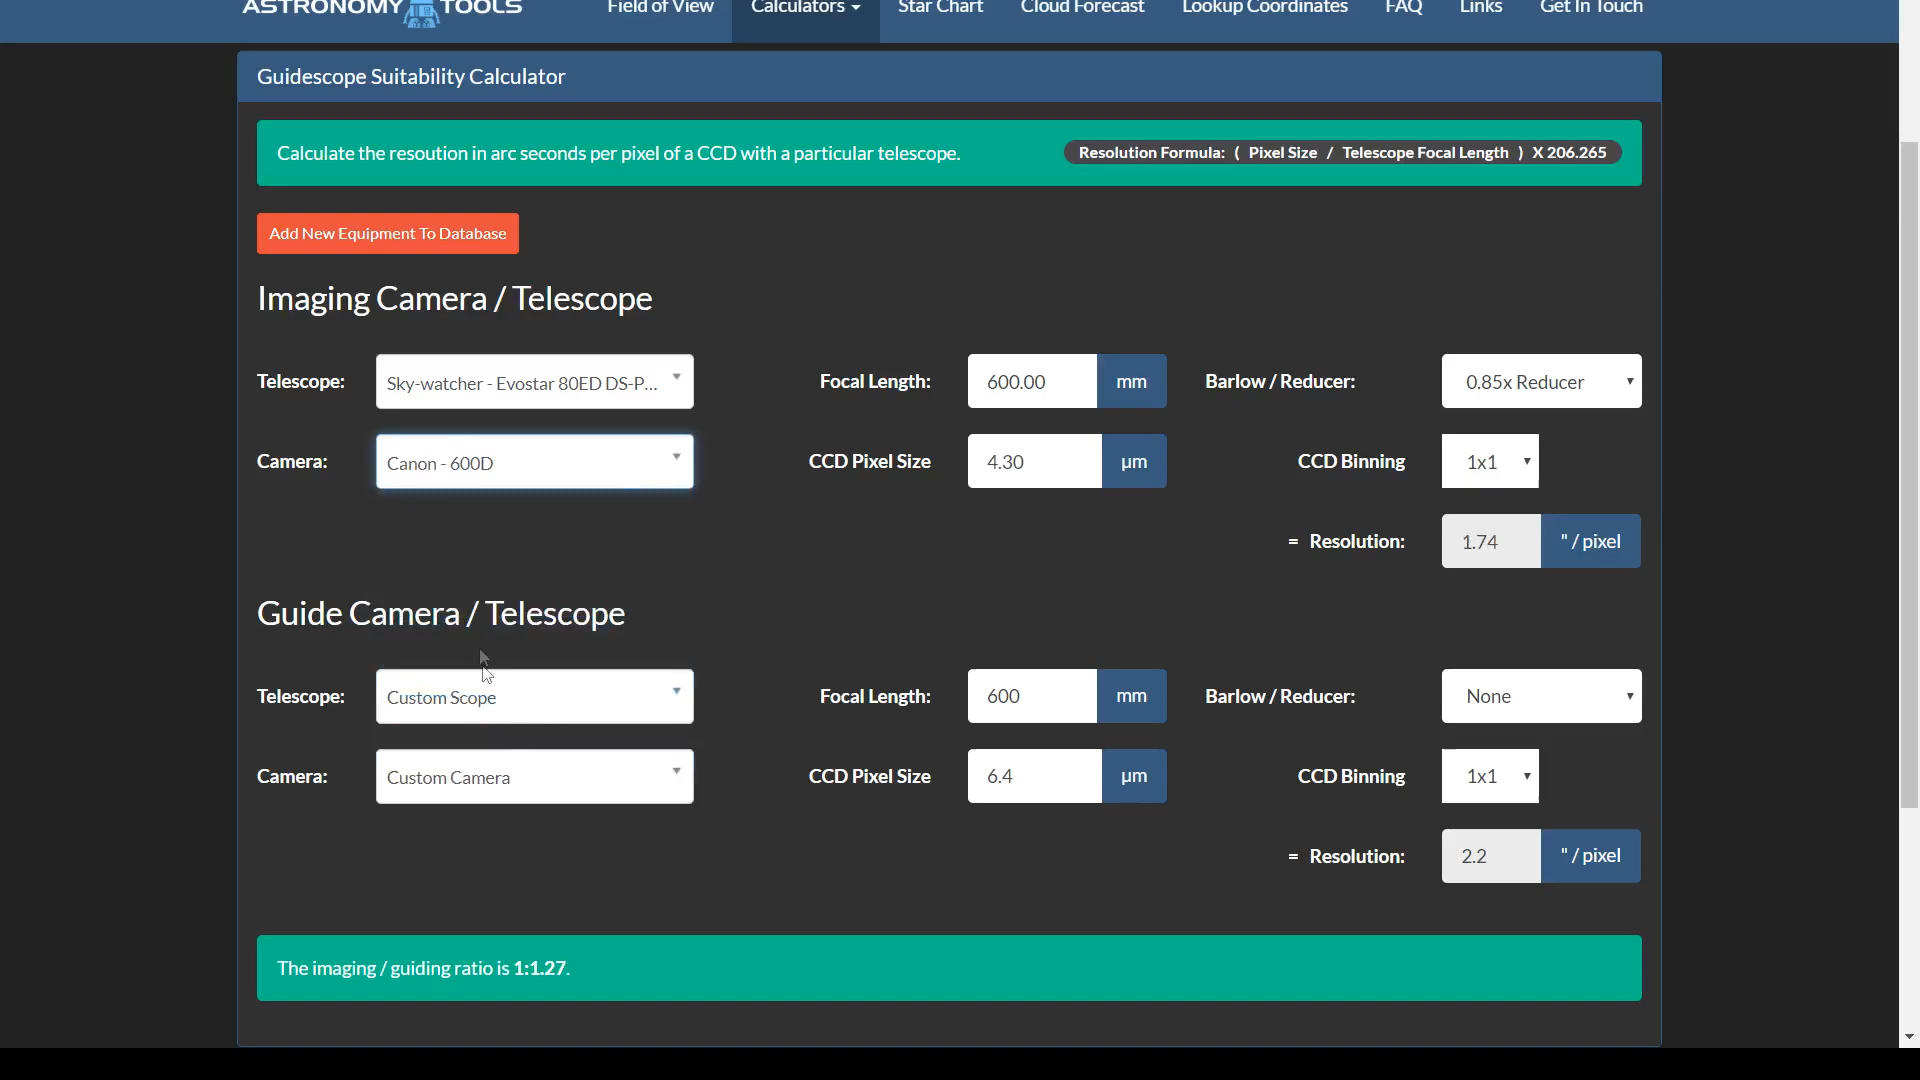 ASTRONOMY TOOLS
Field of View
Calculators
Star Chart
Cloud Forecast
Lookup Coordinates
FAQ
Links
Get In Touch
Guidescope Suitability Calculator
Calculate the resoution in arc seconds per pixel of a CCD with a particular telescope.
Resolution Formula: ( Pixel Size / Telescope Focal Length ) X 206.265
Add New Equipment To Database
Imaging Camera / Telescope
Telescope: Sky-watcher - Evostar 80ED DS-P... Focal Length: 600.00 mm Barlow / Reducer: 0.85x Reducer
Camera: Canon - 600D CCD Pixel Size 4.30 µm CCD Binning 1x1
= Resolution: 1.74 " / pixel
Guide Camera / Telescope
Telescope: Custom Scope Focal Length: 600 mm Barlow / Reducer: None
Camera: Custom Camera CCD Pixel Size 6.4 µm CCD Binning 1x1
= Resolution: 2.2 " / pixel
The imaging / guiding ratio is 1:1.27.